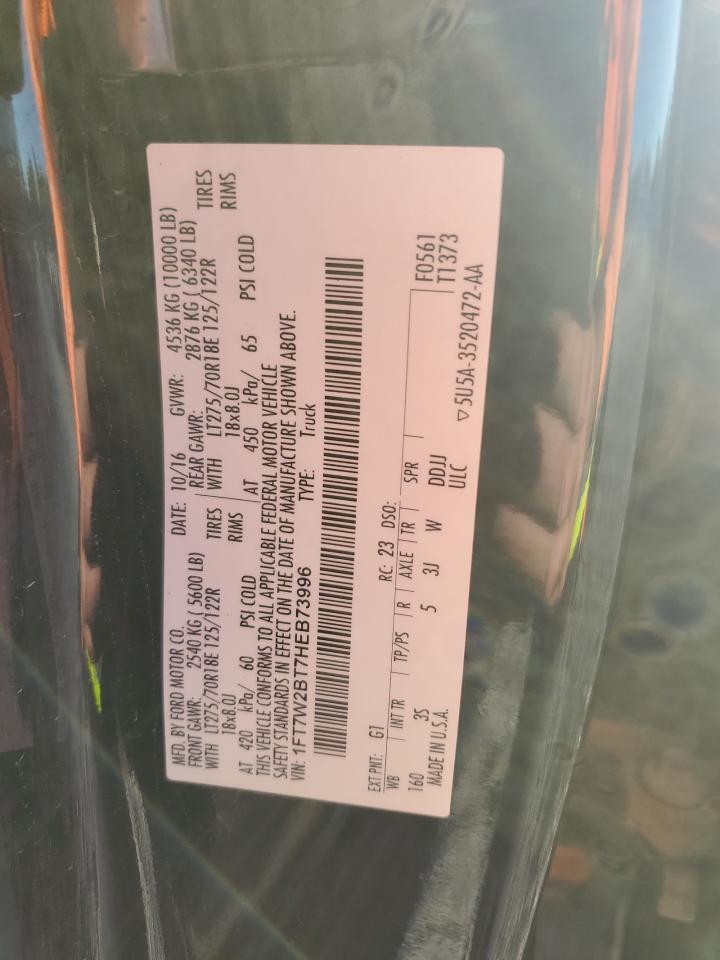 MFD. BY FORD MOTOR CO. DATE: 10/16 GVWR: 4536 KG (10000 LB)
FRONT GAWR: 2540 KG ( 5600 LB) REAR GAWR: 2876 KG ( 6340 LB)
WITH LT275/70R18E 125/122R TIRES WITH LT275/70R18E 125/122R TIRES
18x8.0J RIMS 18x8.0J RIMS
AT 420 kPa/ 60 PSI COLD AT 450 kPa/ 65 PSI COLD
THIS VEHICLE CONFORMS TO ALL APPLICABLE FEDERAL MOTOR VEHICLE
SAFETY STANDARDS IN EFFECT ON THE DATE OF MANUFACTURE SHOWN ABOVE.
VIN: 1FT7W2BT7HEB73996 TYPE: Truck
EXT PNT: G1 RC: 23 DSO:
WB INT TR TP/PS R AXLE TR SPR F0561
160 3S 5 3J W DDJJ T1373
MADE IN U.S.A. ULC ▽5U5A-3520472-AA